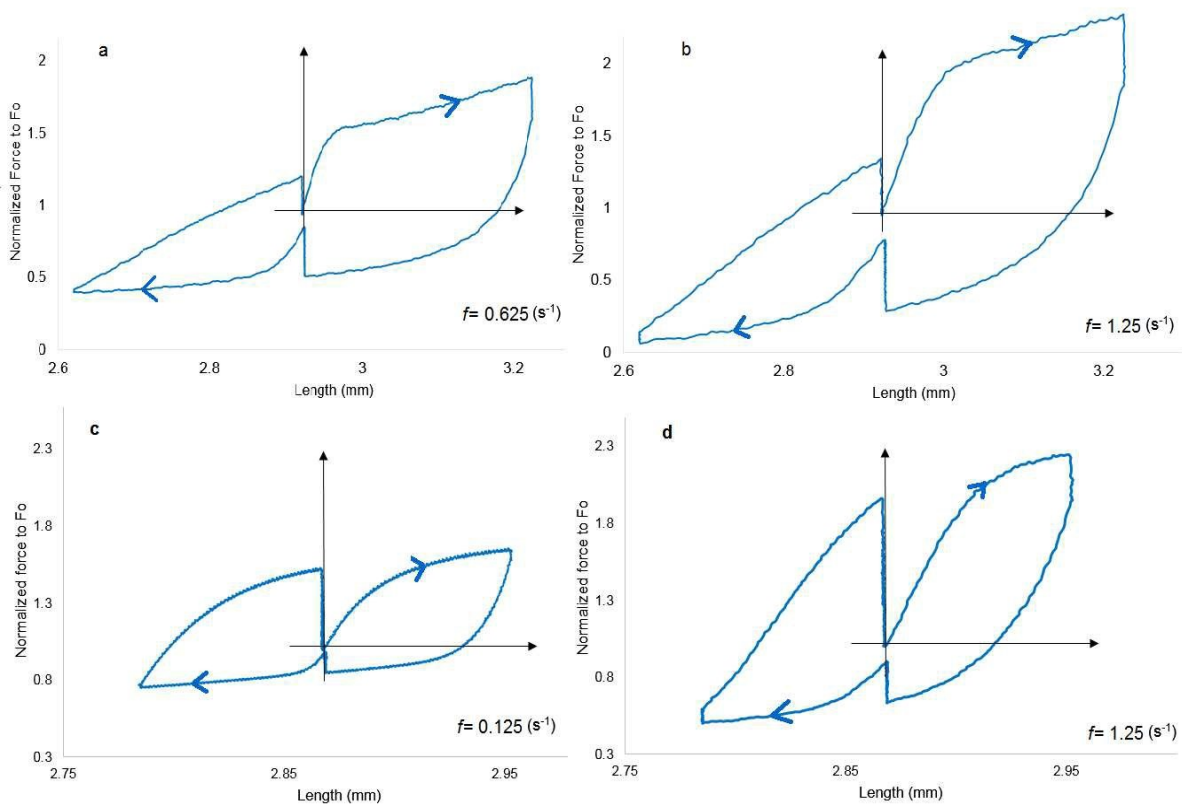 a
Normalized Force to Fo
2
1.5
1
0.5
0
2.6 2.8 3 3.2
Length (mm)
f= 0.625 (s-1)
b
Normalized Force to Fo
2
1.5
1
0.5
0
2.6 2.8 3 3.2
Length (mm)
f= 1.25 (s-1)
c
Normalized Force to Fo
2.3
1.8
1.3
0.8
0.3
2.75 2.85 2.95
Length (mm)
f= 0.125 (s-1)
d
Normalized force to Fo
2.3
1.8
1.3
0.8
0.3
2.75 2.85 2.95
Length (mm)
f= 1.25 (s-1)